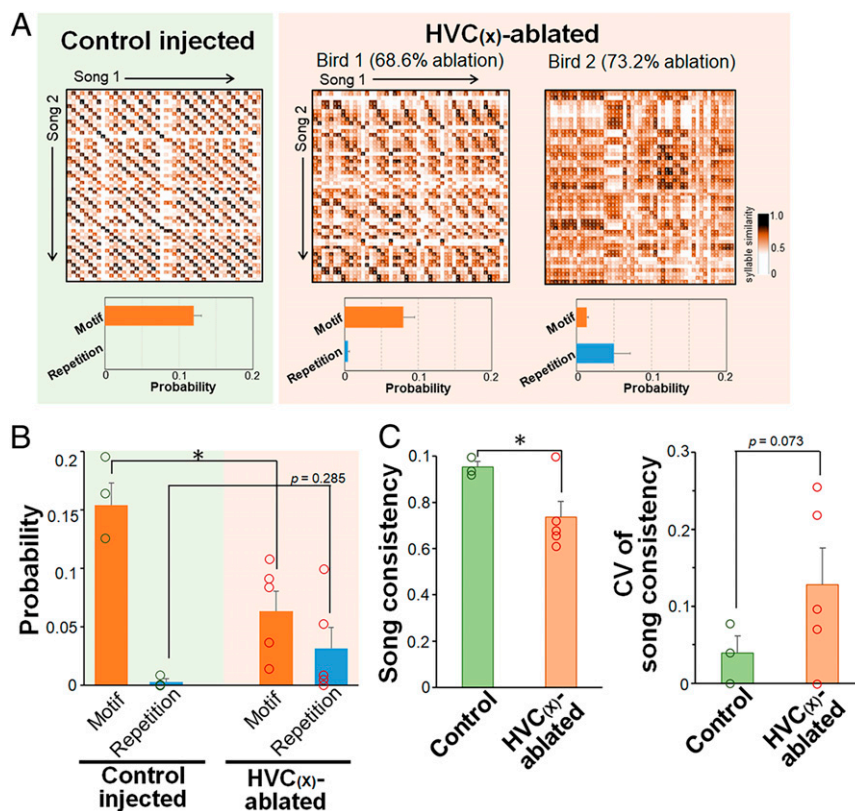 A
Control injected
Song 1
Song 2
Motif
Repetition
0
0.1
0.2
Probability
HVC(X)-ablated
Bird 1 (68.6% ablation)
Song 1
Song 2
Motif
Repetition
0
0.1
0.2
Probability
Bird 2 (73.2% ablation)
syllable similarity
1.0
0.5
0
Motif
Repetition
0
0.1
0.2
Probability
B
Probability
0.2
0.15
0.1
0.05
0
*
p = 0.285
Motif
Repetition
Motif
Repetition
Control
injected
HVC(X)-
ablated
C
Song consistency
0.1
0.8
0.6
0.4
0.2
0
*
Control
HVC(X)-
ablated
CV of
song consistency
0.3
0.2
0.1
0
p = 0.073
Control
HVC(X)-
ablated